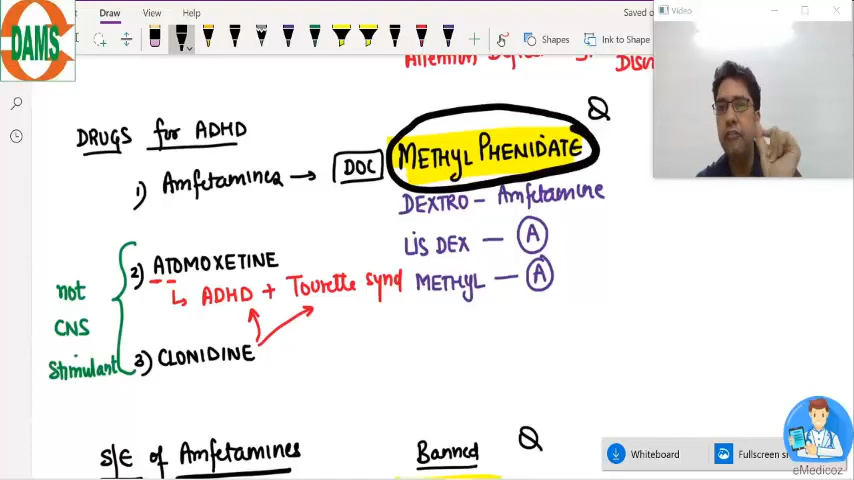 DAMS
Draw
View
Help
Saved
Video
Shapes
Ink to Shape
Attention
DRUGS for ADHD
Q
1) Amfetamines → DOC METHYL PHENIDATE
DEXTRO - Amfetamine
LIS DEX — A
METHYL — A
2) ATOMOXETINE
↳ ADHD + Tourette synd
not
CNS
Stimulant
3) CLONIDINE
S/E of Amfetamines
Banned Q
Whiteboard
Fullscreen
eMedicoz